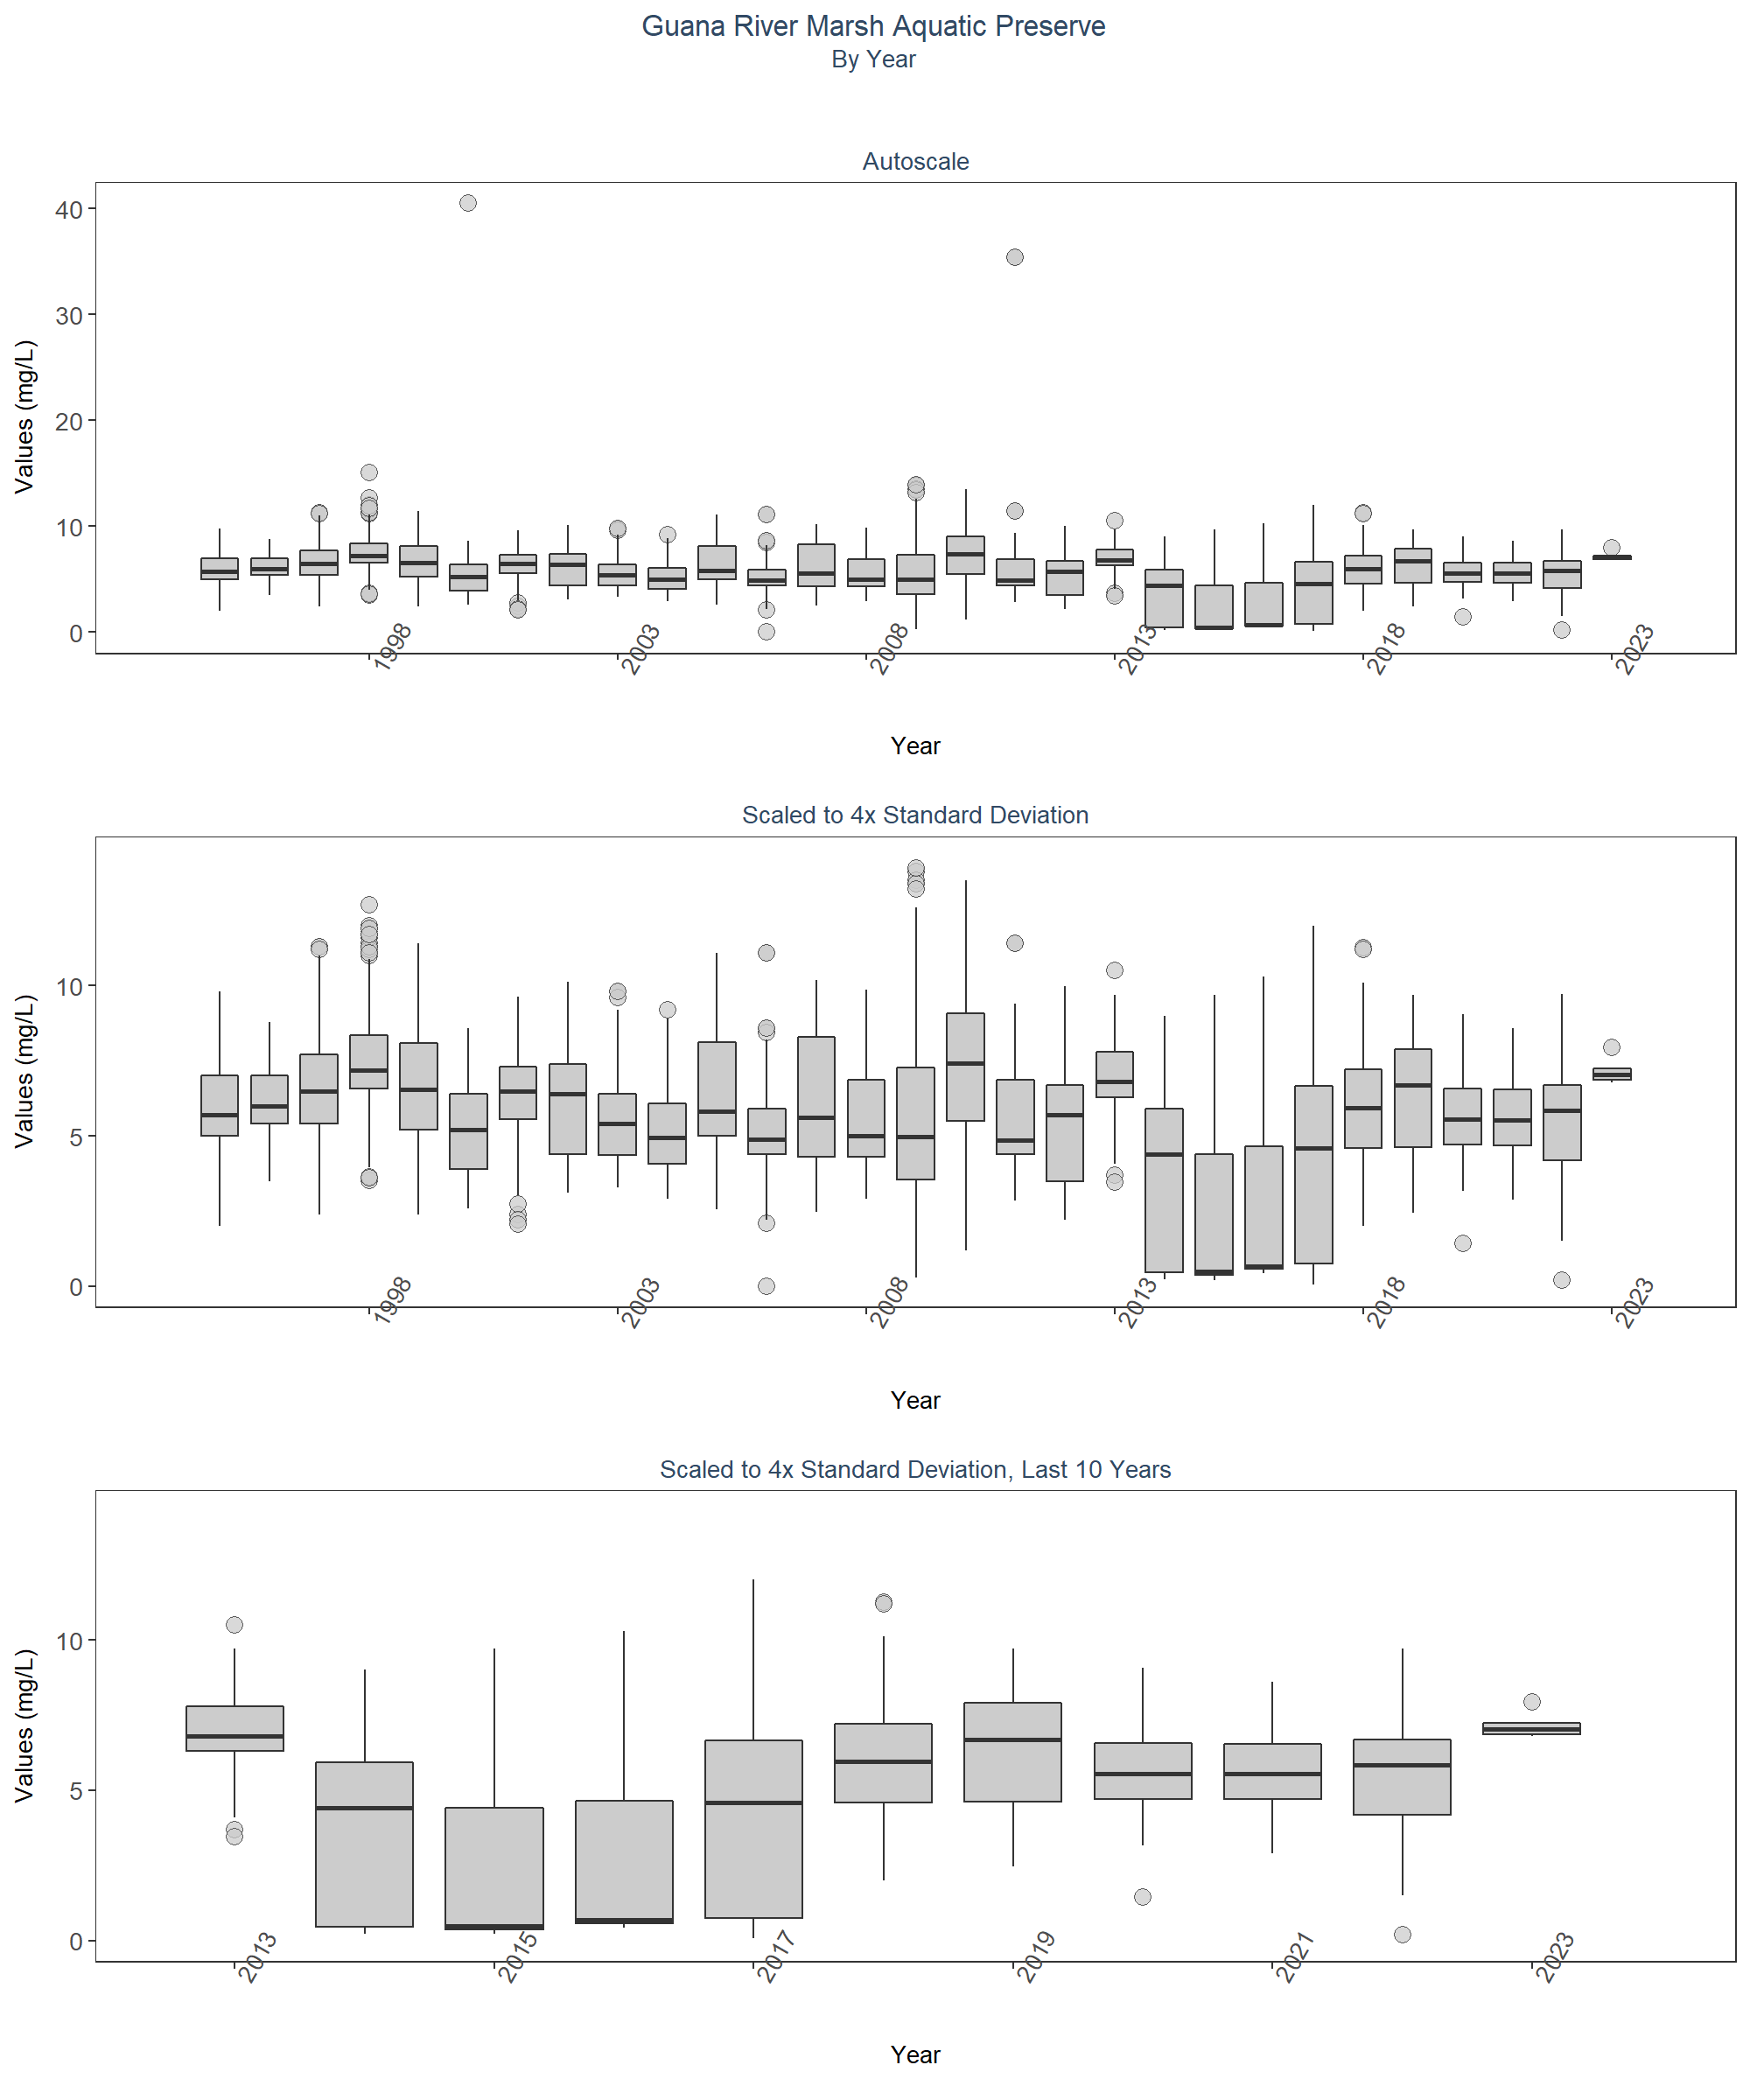 Guana River Marsh Aquatic Preserve
By Year
Autoscale
Values (mg/L)
40
30
20
10
0
1998
2003
2008
2013
2018
2023
Year
Scaled to 4x Standard Deviation
Values (mg/L)
10
5
0
1998
2003
2008
2013
2018
2023
Year
Scaled to 4x Standard Deviation, Last 10 Years
Values (mg/L)
10
5
0
2013
2015
2017
2019
2021
2023
Year